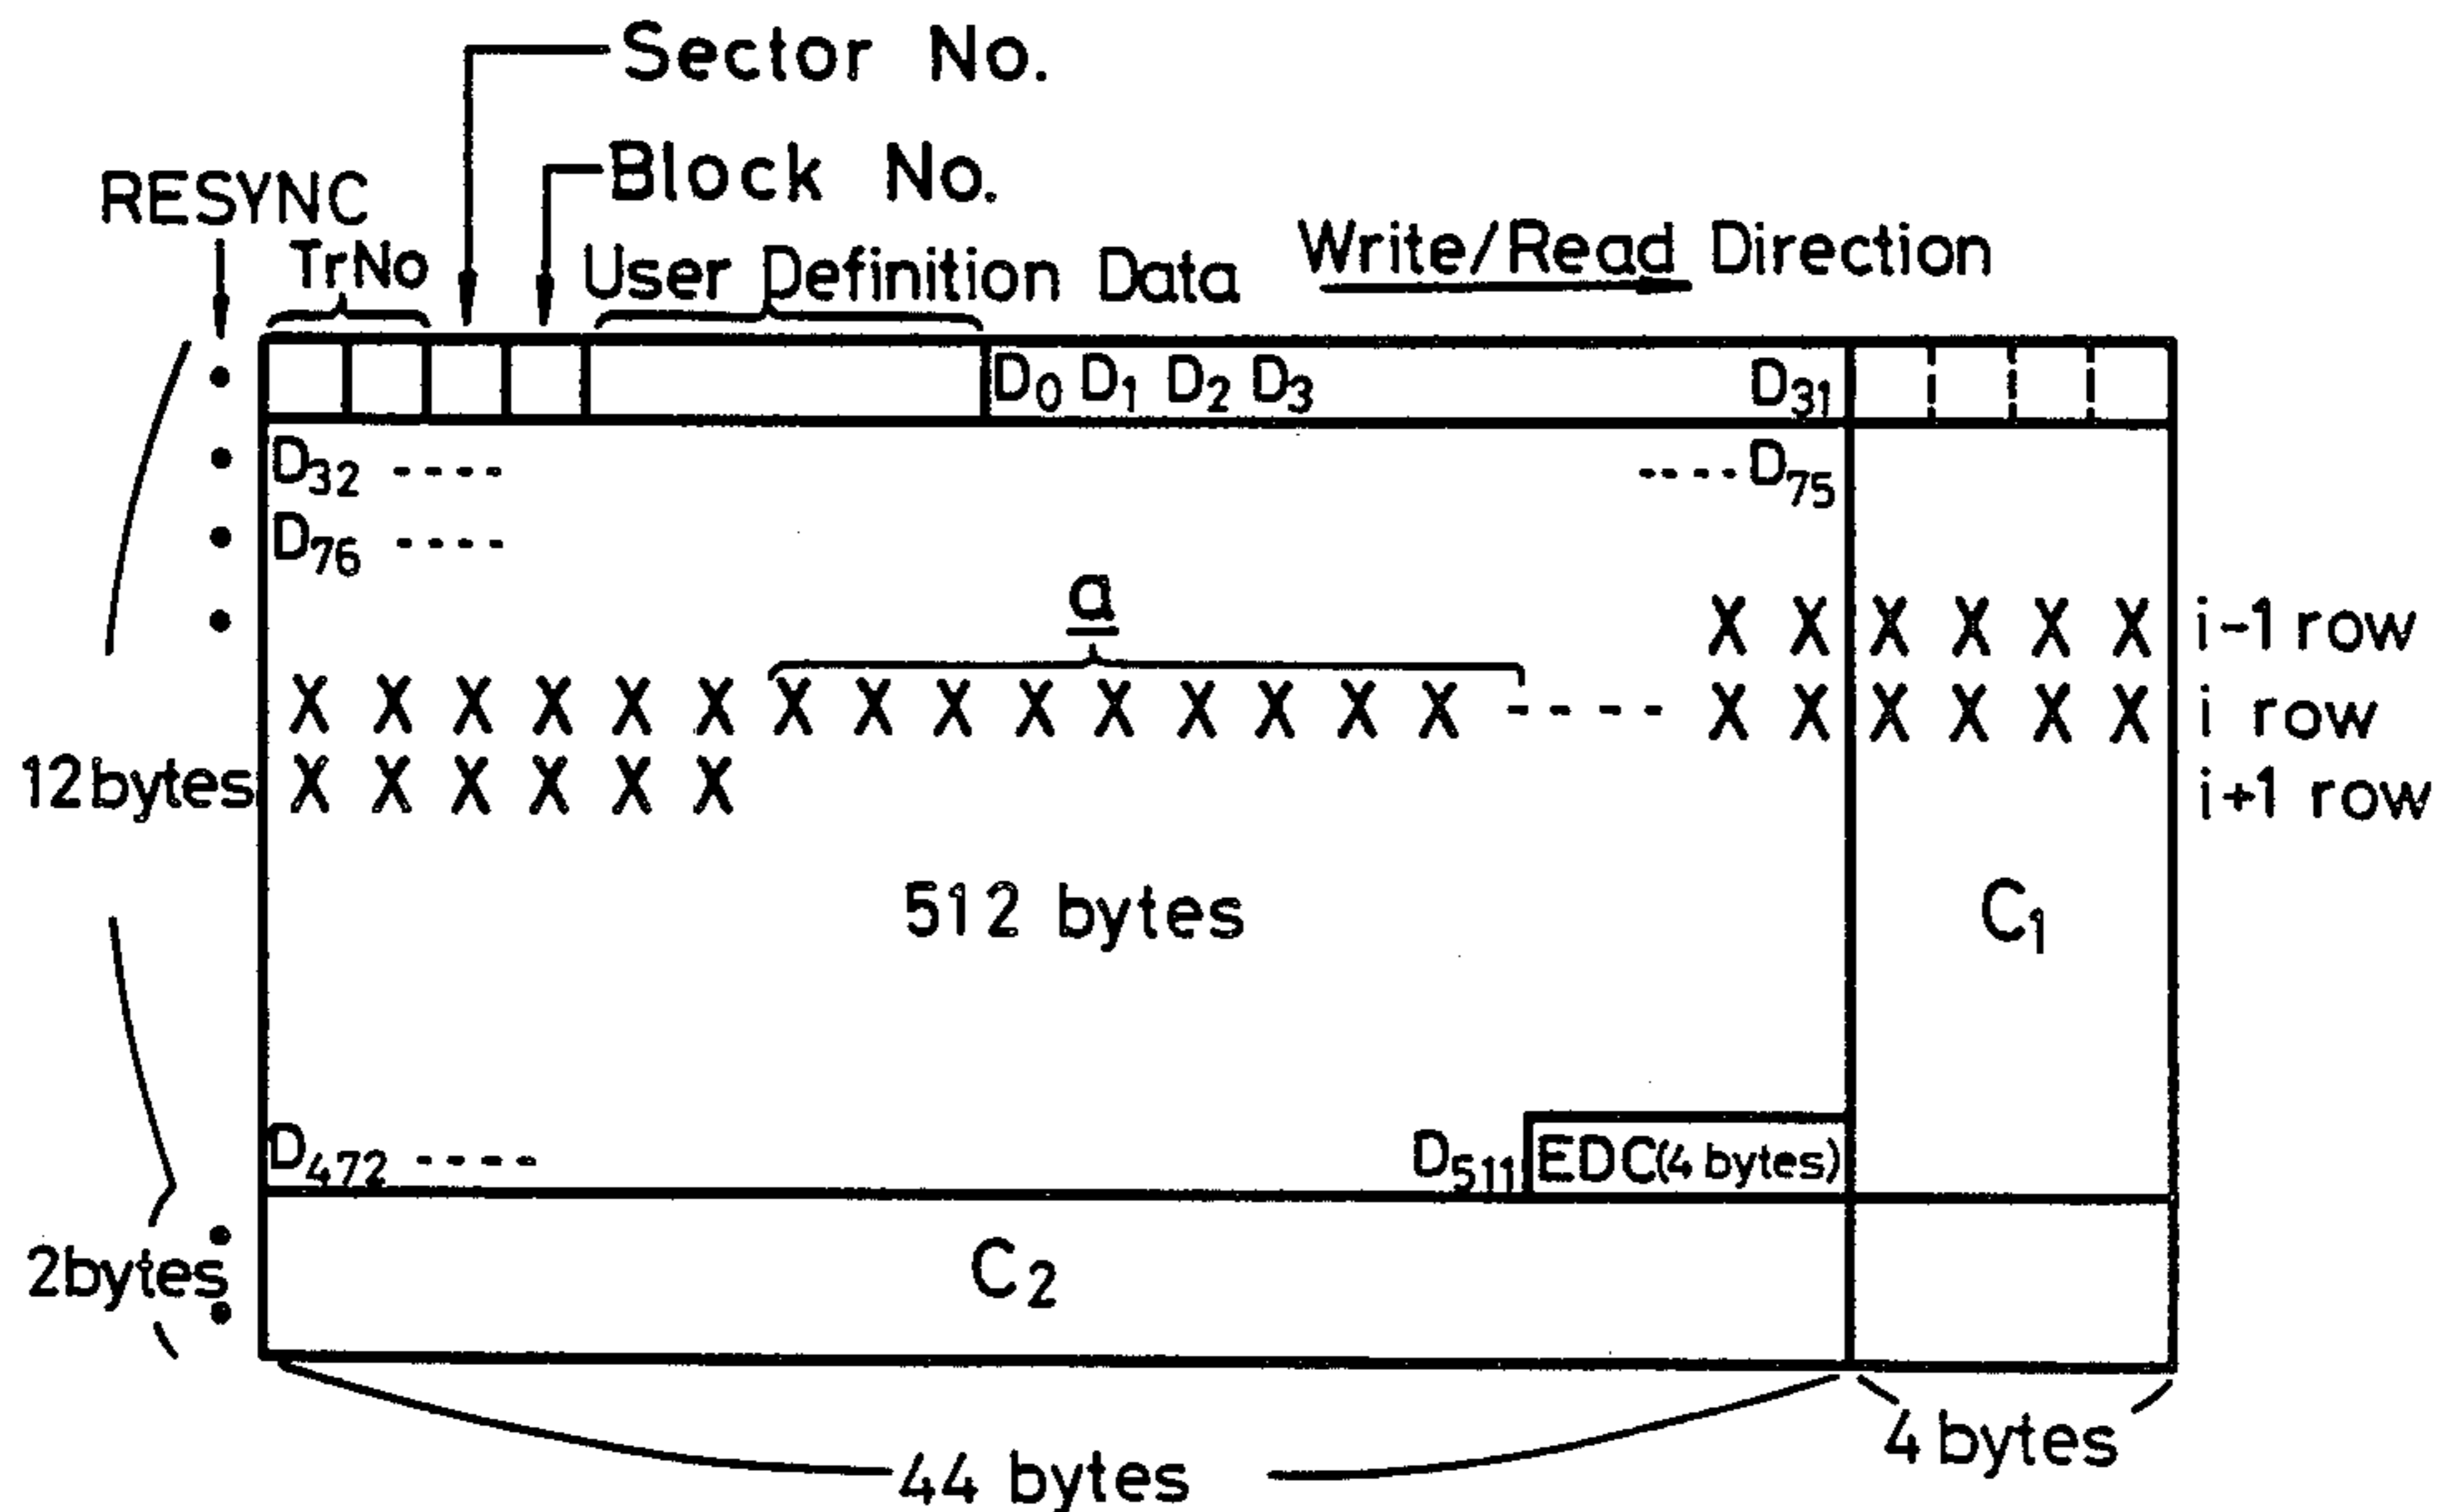 Sector No.
Block No.
RESYNC
TrNo
User Definition Data
Write/Read Direction
D0 D1 D2 D3 D31
D32 ---- ----D75
D76 ----
a
X X X X X X i-1 row
X X X X X X X X X X X X X X X ---- X X X X X X i row
12bytes X X X X X X i+1 row
512 bytes
C1
D472 ---- D511 EDC(4 bytes)
2bytes
C2
44 bytes
4 bytes